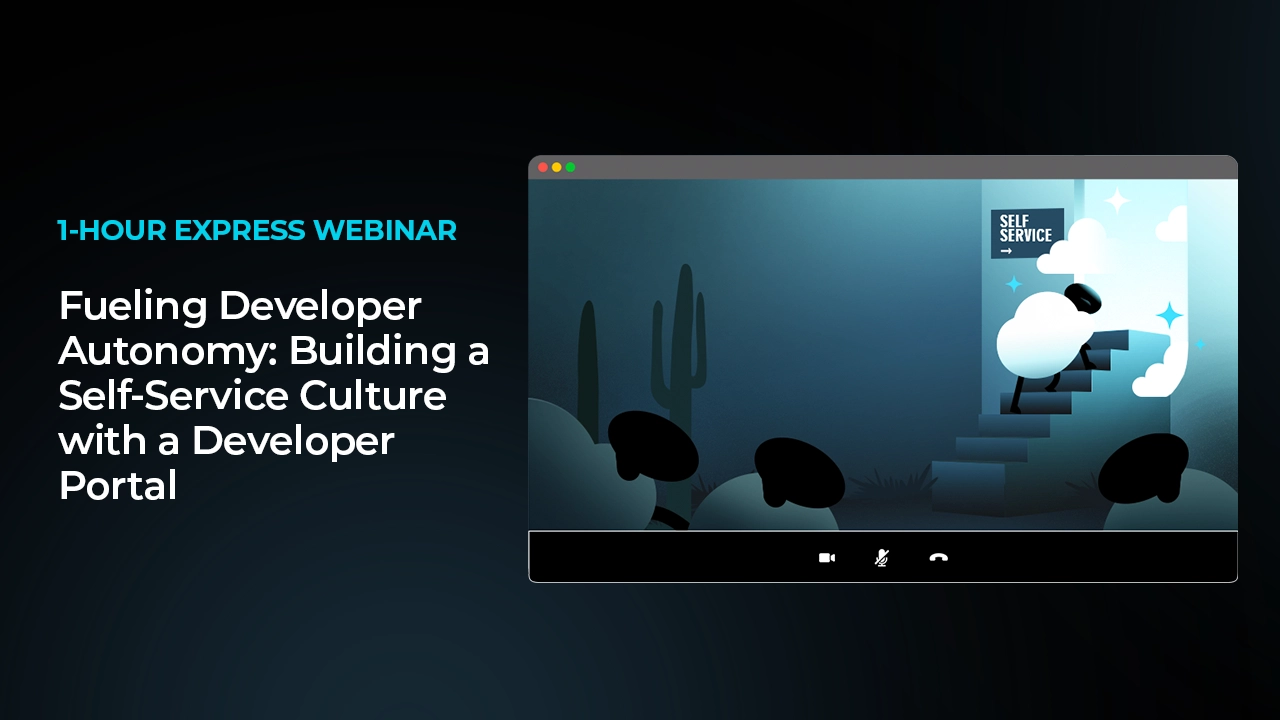 1-HOUR EXPRESS WEBINAR
Fueling Developer
Autonomy: Building a
Self-Service Culture
with a Developer
Portal
SELF
SERVICE
→